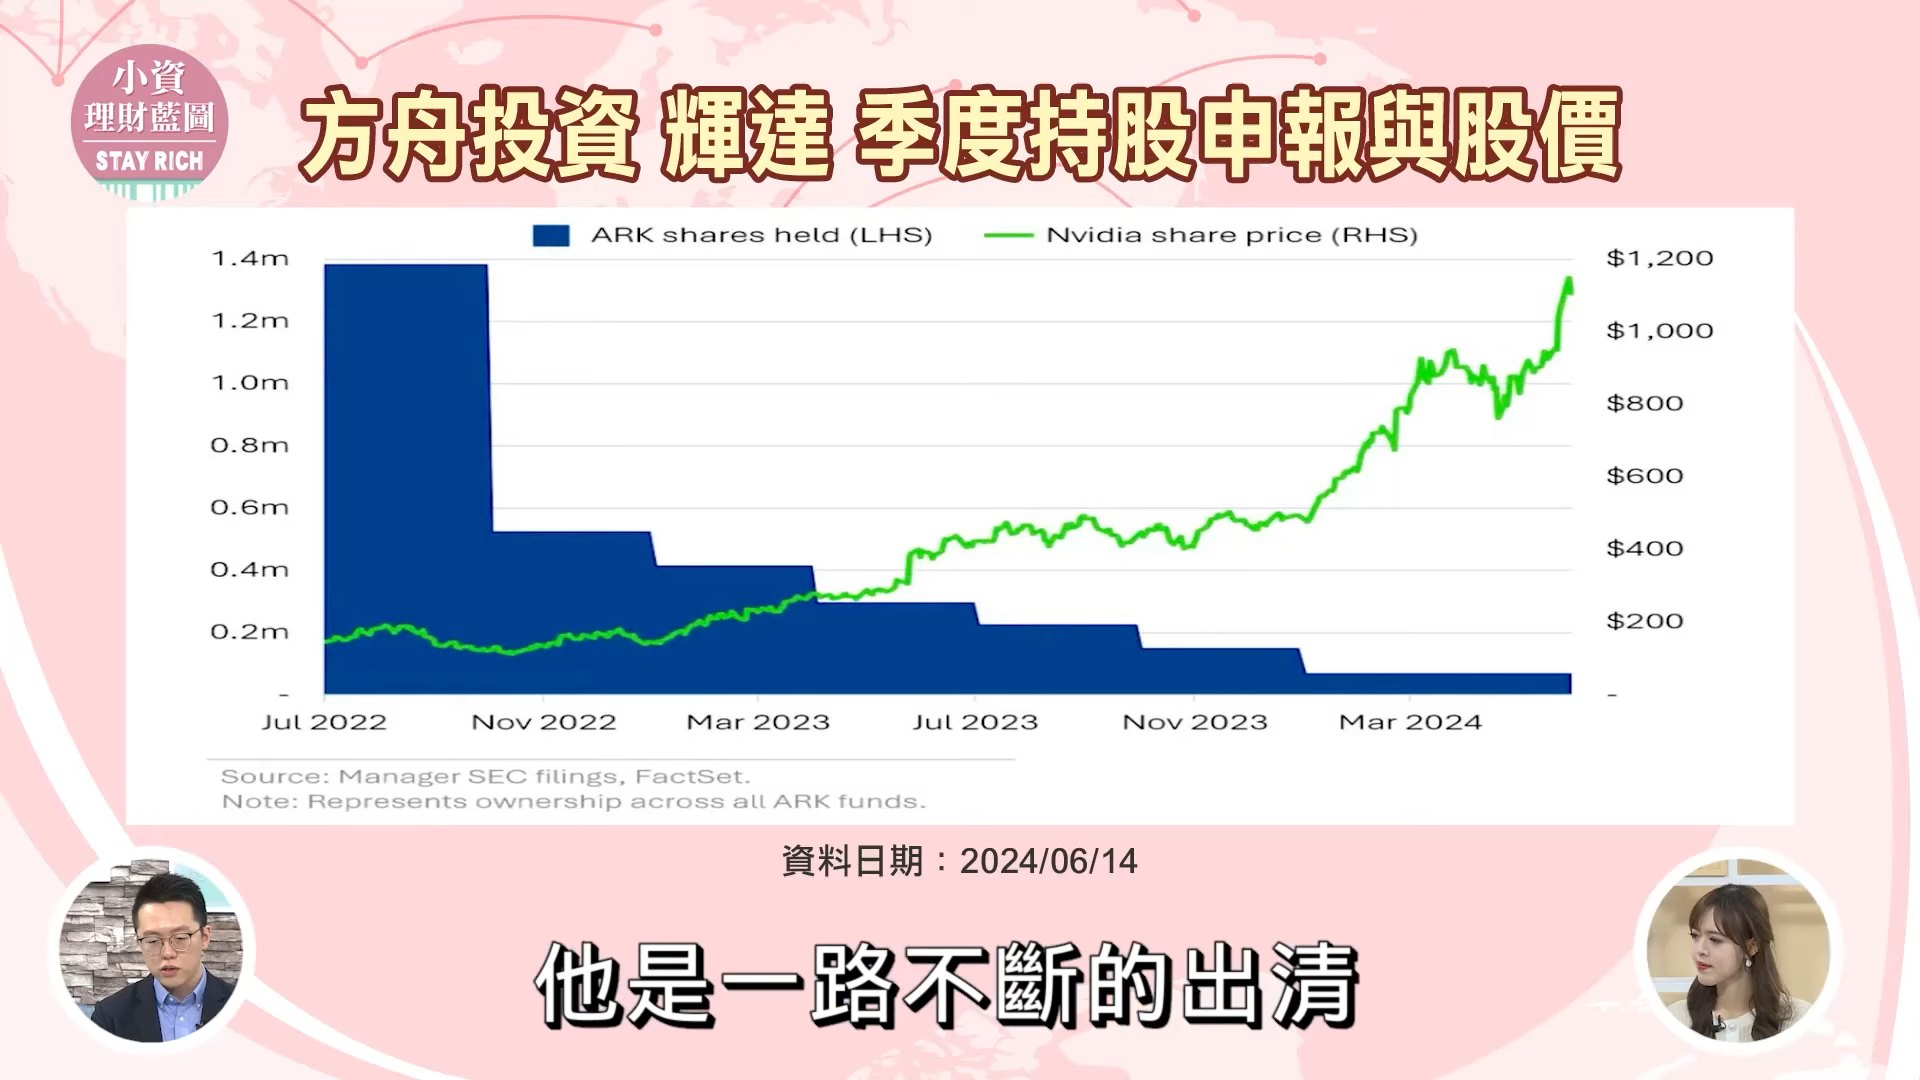 小資
理財藍圖
STAY RICH
方舟投資 輝達 季度持股申報與股價
ARK shares held (LHS)
Nvidia share price (RHS)
1.4m
1.2m
1.0m
0.8m
0.6m
0.4m
0.2m
-
$1,200
$1,000
$800
$600
$400
$200
-
Jul 2022
Nov 2022
Mar 2023
Jul 2023
Nov 2023
Mar 2024
Source: Manager SEC filings, FactSet.
Note: Represents ownership across all ARK funds.
資料日期：2024/06/14
他是一路不斷的出清